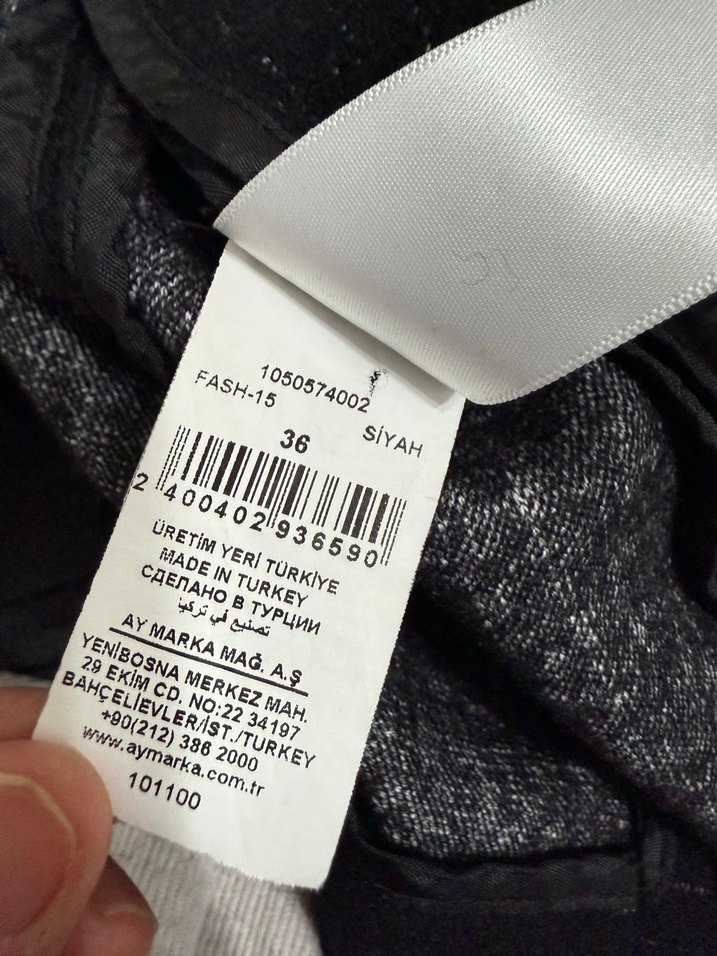 1050574002
FASH-15 SİYAH
36
2 400402 936590
ÜRETİM YERİ TÜRKİYE
MADE IN TURKEY
СДЕЛАНО В ТУРЦИИ
تصنيع في تركيا
AY MARKA MAĞ. A.Ş
YENİBOSNA MERKEZ MAH.
29 EKİM CD. NO:22 34197
BAHÇELİEVLER/İST./TURKEY
+90(212) 386 2000
www.aymarka.com.tr
101100